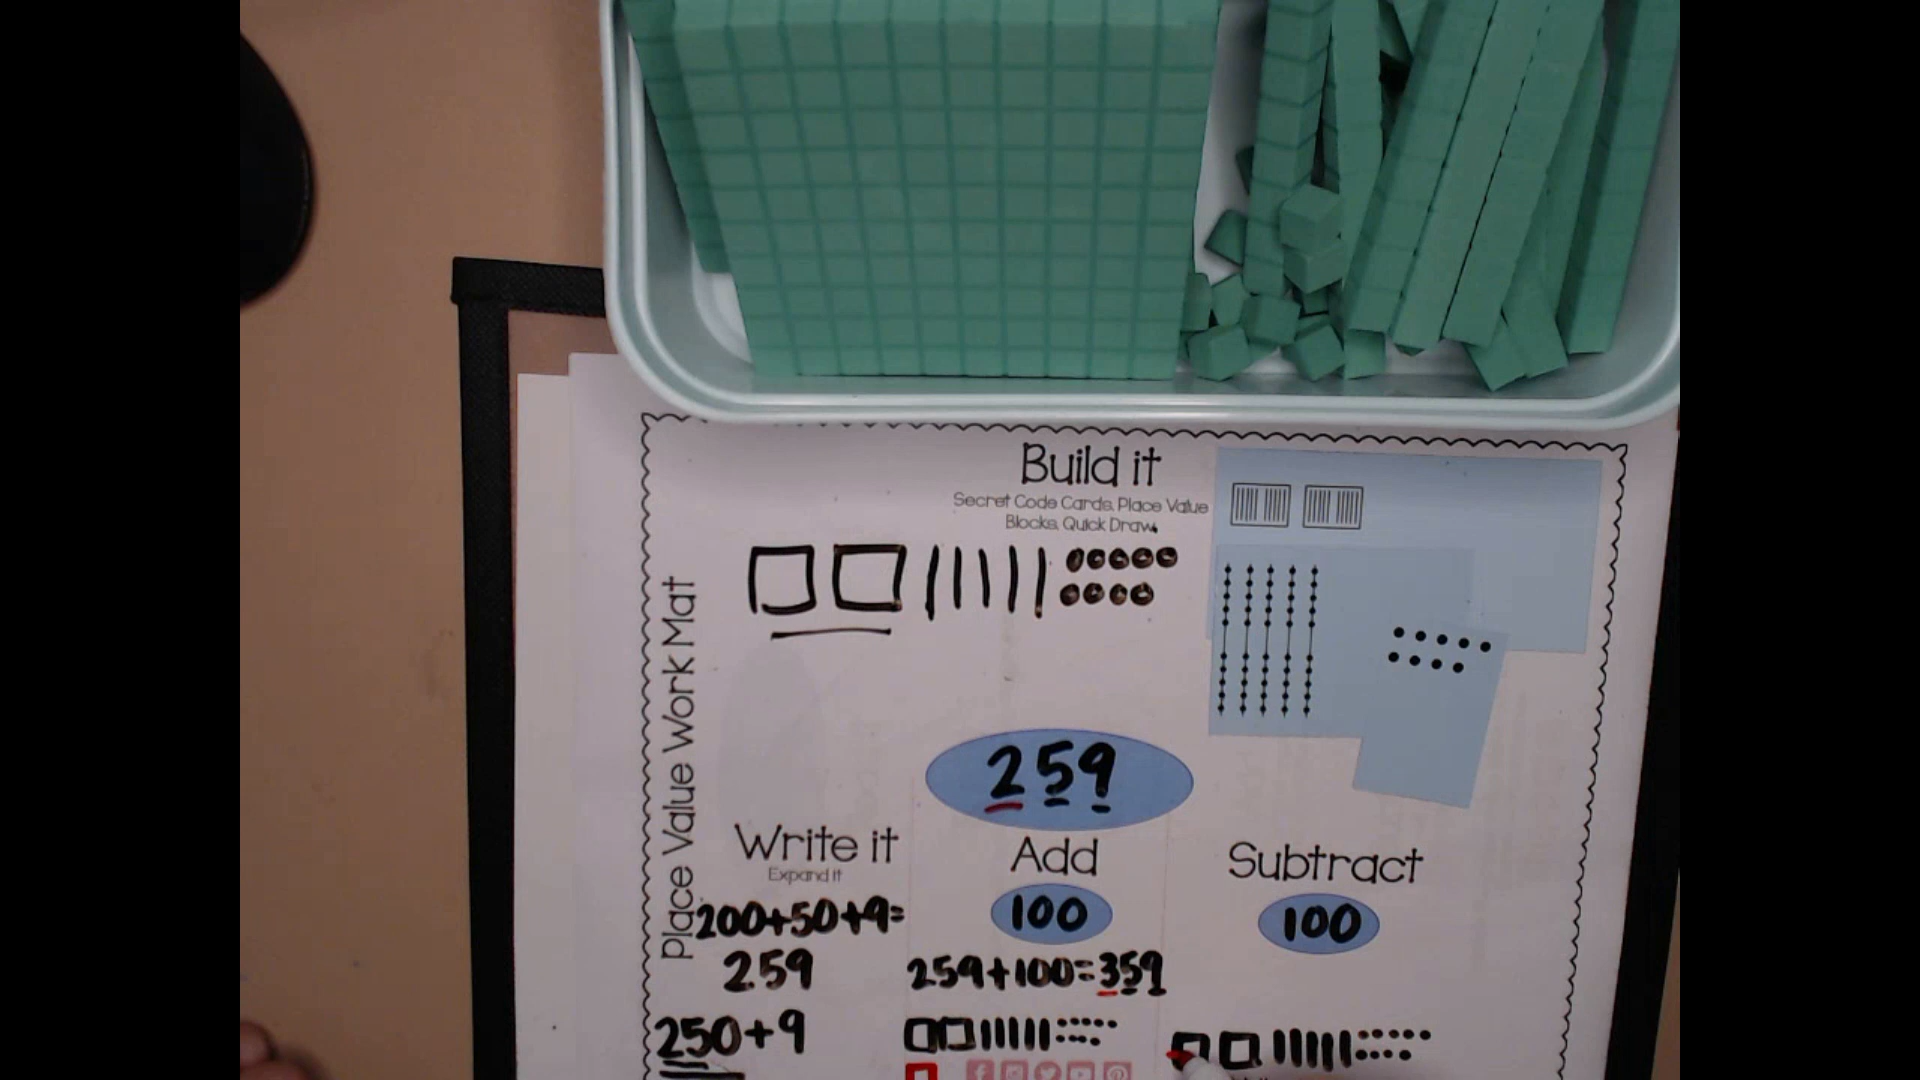 Build it
Secret Code Cards, Place Value
Blocks, Quick Draw
Place Value Work Mat
259
Write it
Expand It
200+50+9=
259
250+9
Add
100
259+100=359
Subtract
100